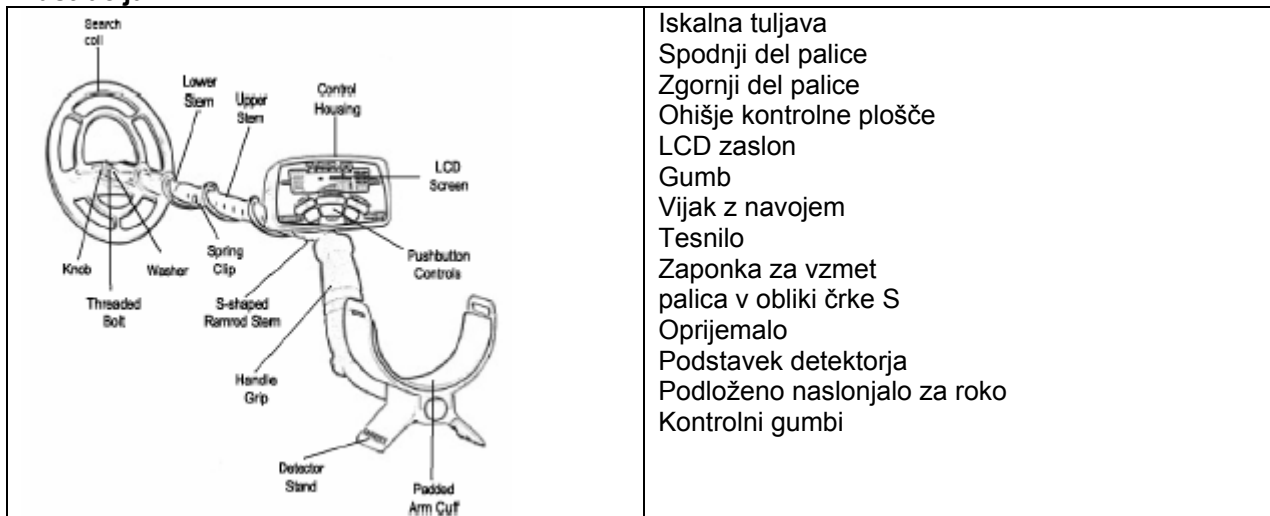 Search
coil
Lower
Stem
Upper
Stem
Control
Housing
LCD
Screen
Knob
Washer
Spring
Clip
Pushbutton
Controls
Threaded
Bolt
S-shaped
Ramrod Stem
Handle
Grip
Detector
Stand
Padded
Arm Cuff
Iskalna tuljava
Spodnji del palice
Zgornji del palice
Ohišje kontrolne plošče
LCD zaslon
Gumb
Vijak z navojem
Tesnilo
Zaponka za vzmet
palica v obliki črke S
Oprijemalo
Podstavek detektorja
Podloženo naslonjalo za roko
Kontrolni gumbi